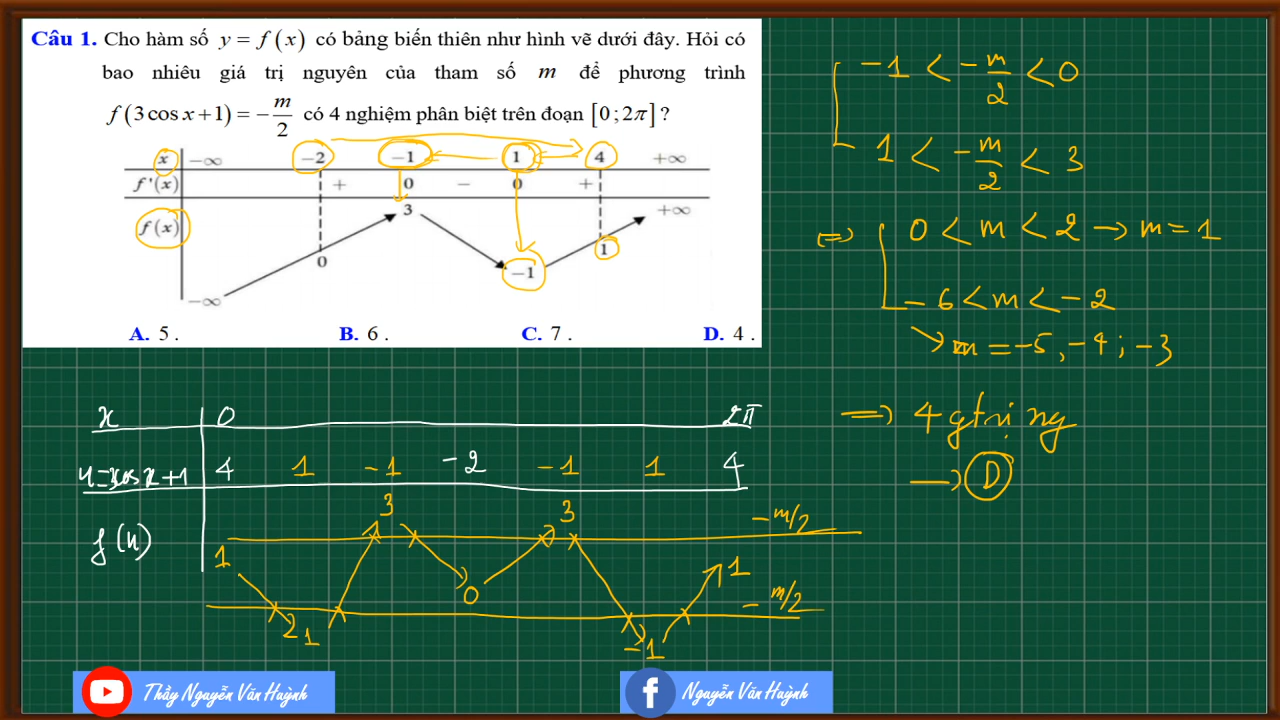 Câu 1. Cho hàm số y = f(x) có bảng biến thiên như hình vẽ dưới đây. Hỏi có
bao nhiêu giá trị nguyên của tham số m để phương trình
f(3cos x+1) = -m/2 có 4 nghiệm phân biệt trên đoạn [0;2π]?
x -∞ -2 -1 1 4 +∞
f'(x) + 0 - 0 +
f(x) -∞ 0 3 -1 1 +∞
A. 5 . B. 6 . C. 7 . D. 4 .
x 0 2π
u=3cos x+1 4 1 -1 -2 -1 1 4
f(u) 1 -1 3 0 3 -1 1
-m/2
-m/2
-1 < -m/2 < 0
1 < -m/2 < 3
=> 0 < m < 2 → m = 1
-6 < m < -2
→ m = -5, -4; -3
=> 4 gtrị ng
→ D
Thầy Nguyễn Văn Huỳnh
f Nguyễn Văn Huỳnh